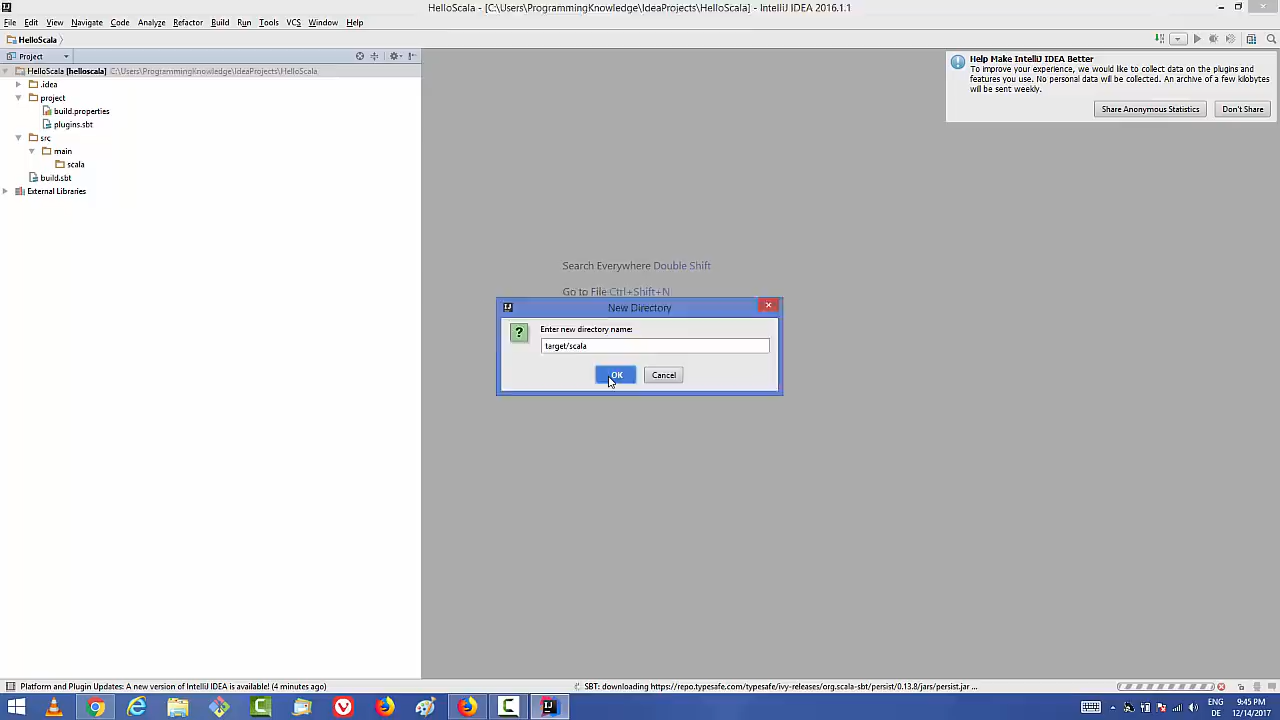 HelloScala - [C:\Users\ProgrammingKnowledge\IdeaProjects\HelloScala] - IntelliJ IDEA 2016.1.1
File Edit View Navigate Code Analyze Refactor Build Run Tools VCS Window Help
HelloScala
Project
HelloScala [helloscala] C:\Users\ProgrammingKnowledge\IdeaProjects\HelloScala
.idea
project
build.properties
plugins.sbt
src
main
scala
build.sbt
External Libraries
Help Make IntelliJ IDEA Better
To improve your experience, we would like to collect data on the plugins and
features you use. No personal data will be collected. An archive of a few kilobytes
will be sent weekly.
Share Anonymous Statistics Don't Share
Search Everywhere Double Shift
Go to File Ctrl+Shift+N
New Directory
Enter new directory name:
target/scala
OK Cancel
Platform and Plugin Updates: A new version of IntelliJ IDEA is available! (4 minutes ago)
SBT: downloading https://repo.typesafe.com/typesafe/ivy-releases/org.scala-sbt/persist/0.13.8/jars/persist.jar ...
ENG 9:45 PM
DE 12/14/2017